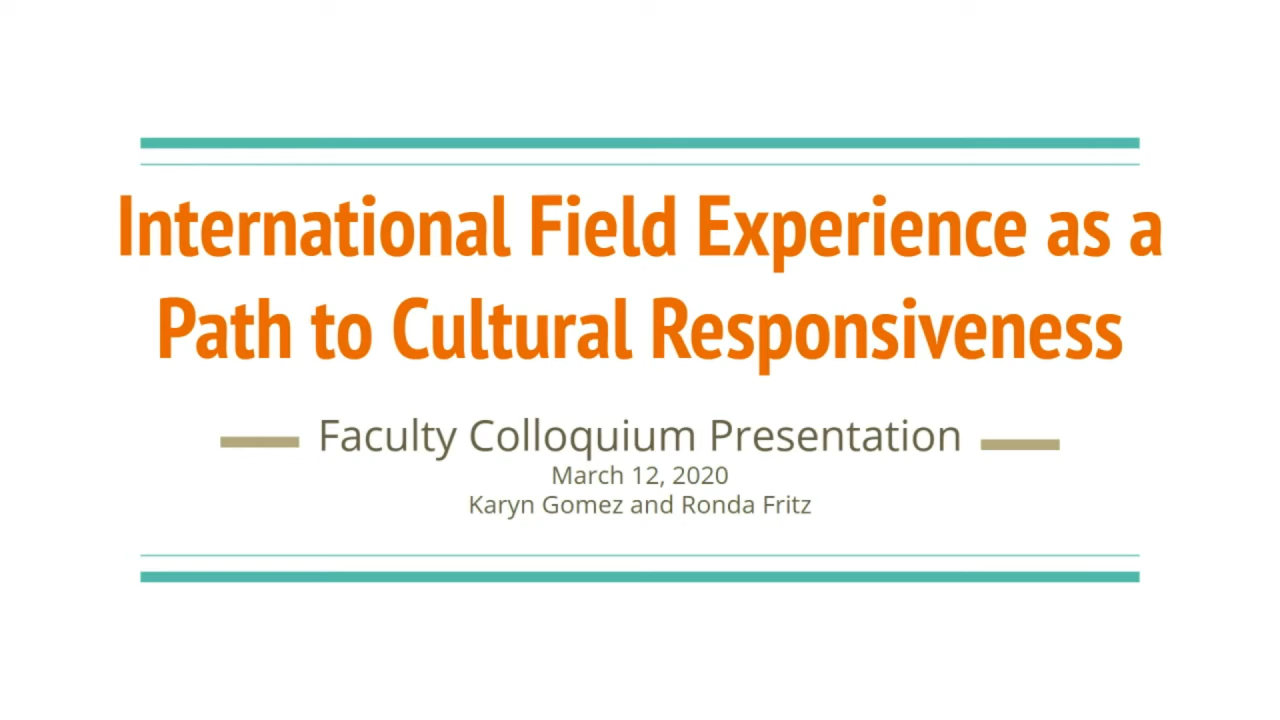 International Field Experience as a
Path to Cultural Responsiveness
Faculty Colloquium Presentation
March 12, 2020
Karyn Gomez and Ronda Fritz